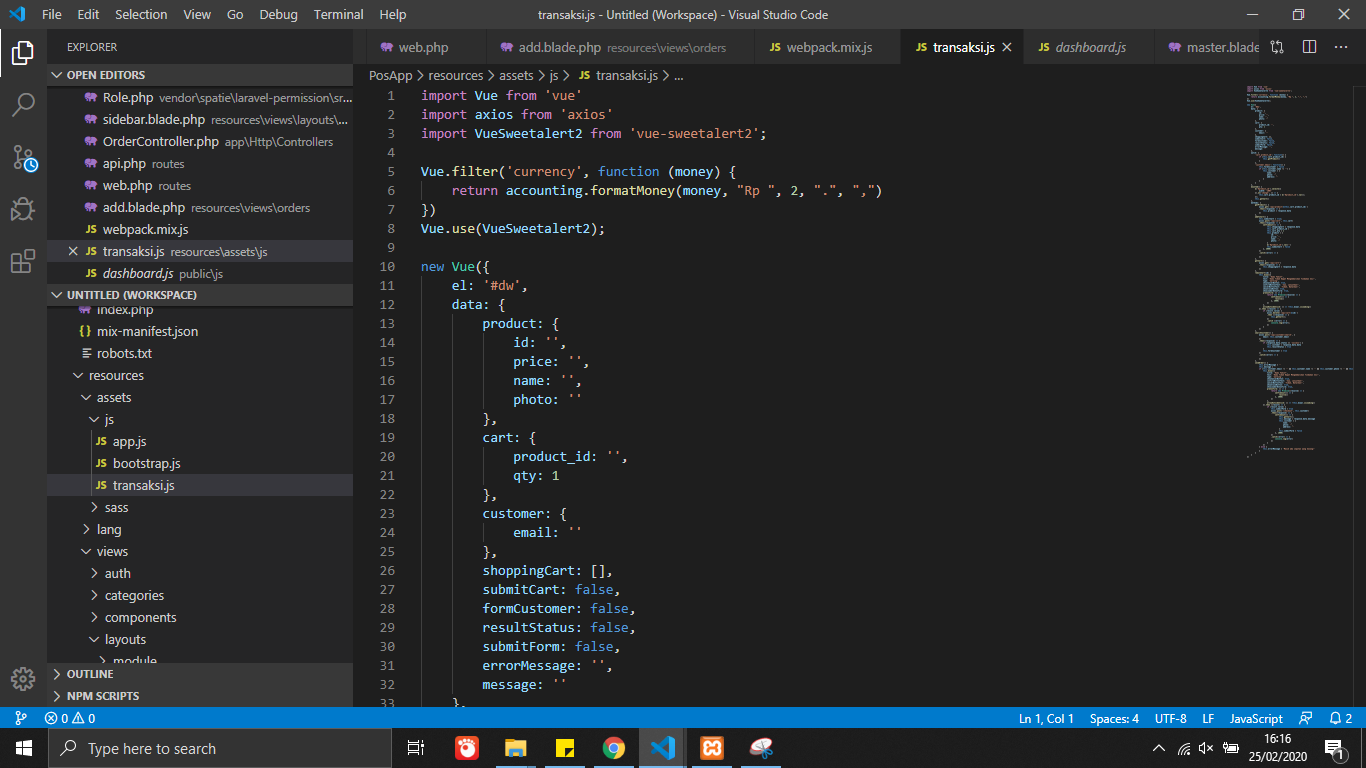 File Edit Selection View Go Debug Terminal Help
transaksi.js - Untitled (Workspace) - Visual Studio Code
EXPLORER
OPEN EDITORS
Role.php vendor\spatie\laravel-permission\sr...
sidebar.blade.php resources\views\layouts\...
OrderController.php app\Http\Controllers
api.php routes
web.php routes
add.blade.php resources\views\orders
JS webpack.mix.js
JS transaksi.js resources\assets\js
JS dashboard.js public\js
UNTITLED (WORKSPACE)
index.php
{} mix-manifest.json
robots.txt
resources
assets
js
JS app.js
JS bootstrap.js
JS transaksi.js
sass
lang
views
auth
categories
components
layouts
module
OUTLINE
NPM SCRIPTS
web.php
add.blade.php resources\views\orders
JS webpack.mix.js
JS transaksi.js
JS dashboard.js
master.blade
PosApp > resources > assets > js > JS transaksi.js > ...
1 import Vue from 'vue'
2 import axios from 'axios'
3 import VueSweetalert2 from 'vue-sweetalert2';
4
5 Vue.filter('currency', function (money) {
6 return accounting.formatMoney(money, "Rp ", 2, ".", ",")
7 })
8 Vue.use(VueSweetalert2);
9
10 new Vue({
11 el: '#dw',
12 data: {
13 product: {
14 id: '',
15 price: '',
16 name: '',
17 photo: ''
18 },
19 cart: {
20 product_id: '',
21 qty: 1
22 },
23 customer: {
24 email: ''
25 },
26 shoppingCart: [],
27 submitCart: false,
28 formCustomer: false,
29 resultStatus: false,
30 submitForm: false,
31 errorMessage: '',
32 message: ''
33 },
0 0
Ln 1, Col 1 Spaces: 4 UTF-8 LF JavaScript 2
Type here to search
16:16
25/02/2020
1